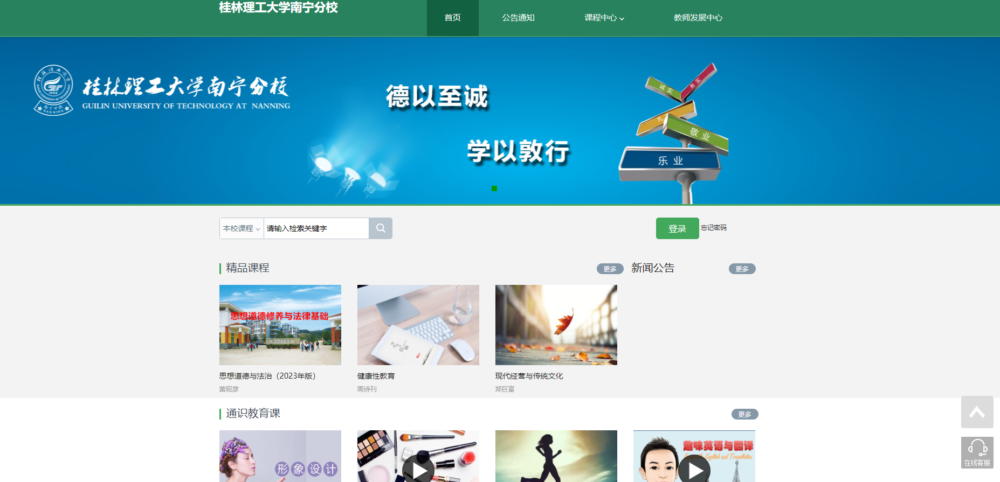 桂林理工大学南宁分校
首页
公告通知
课程中心
教师发展中心
桂林理工大学南宁分校
GUILIN UNIVERSITY OF TECHNOLOGY AT NANNING
德以至诚
学以敦行
诚实
敬业
乐业
本校课程
请输入检索关键字
登录
忘记密码
精品课程
更多
新闻公告
更多
思想道德修养与法律基础
思想道德与法治（2023年版）
黄昭彦
健康性教育
周诗刊
现代经营与传统文化
郑巨富
通识教育课
更多
形象设计
趣味英语与翻译
在线客服